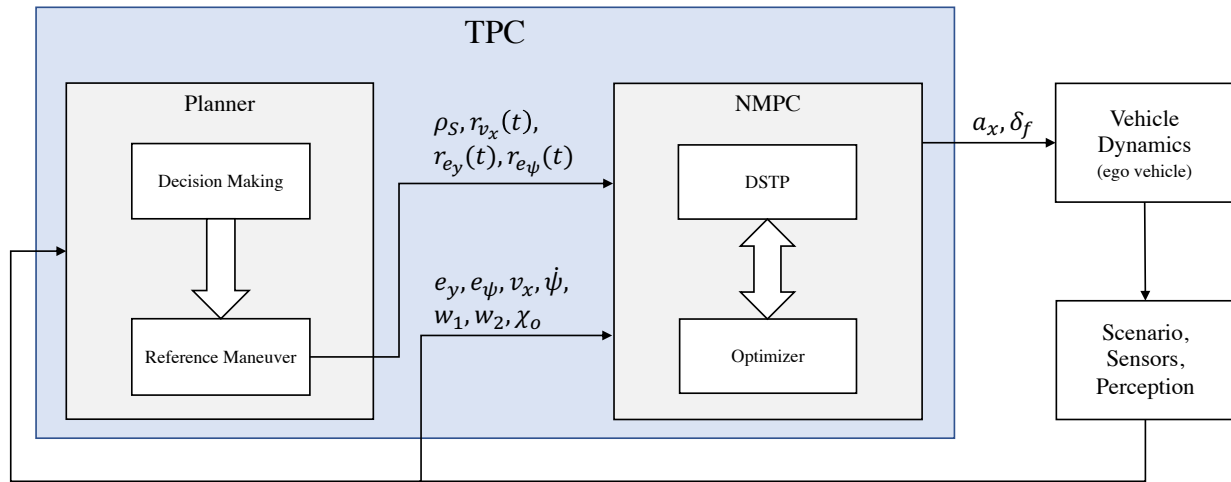 TPC
Planner
Decision Making
Reference Maneuver
ρ_S, r_{v_x}(t),
r_{e_y}(t), r_{e_ψ}(t)
e_y, e_ψ, v_x, ψ̇,
w_1, w_2, χ_o
NMPC
DSTP
Optimizer
a_x, δ_f
Vehicle
Dynamics
(ego vehicle)
Scenario,
Sensors,
Perception